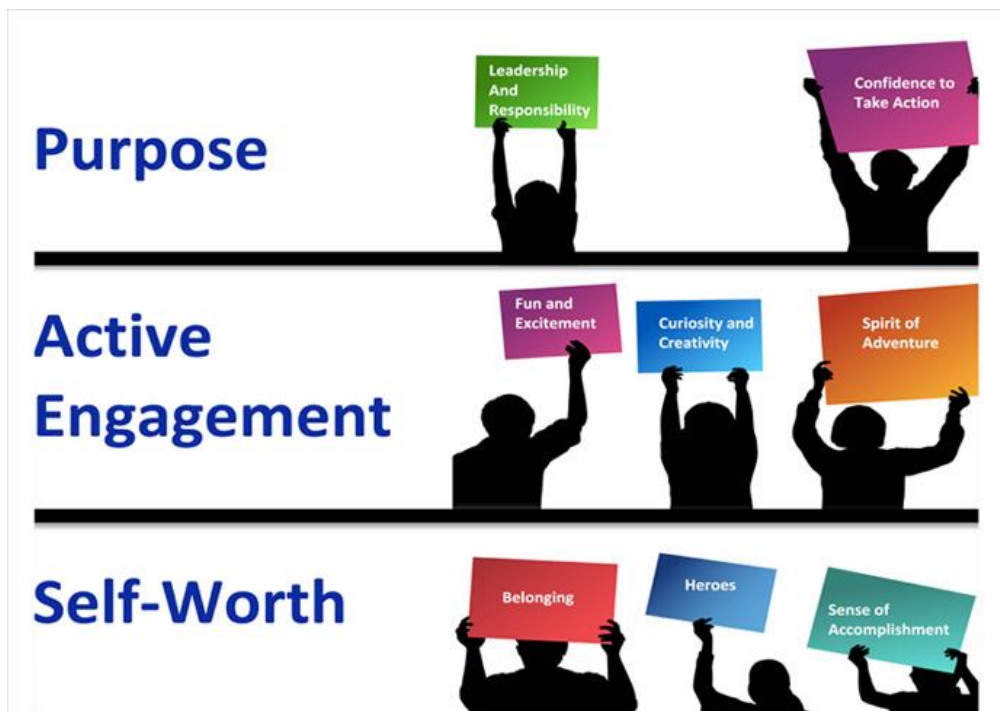 Purpose
Leadership
And
Responsibility
Confidence to
Take Action
Active
Engagement
Fun and
Excitement
Curiosity and
Creativity
Spirit of
Adventure
Self-Worth
Belonging
Heroes
Sense of
Accomplishment